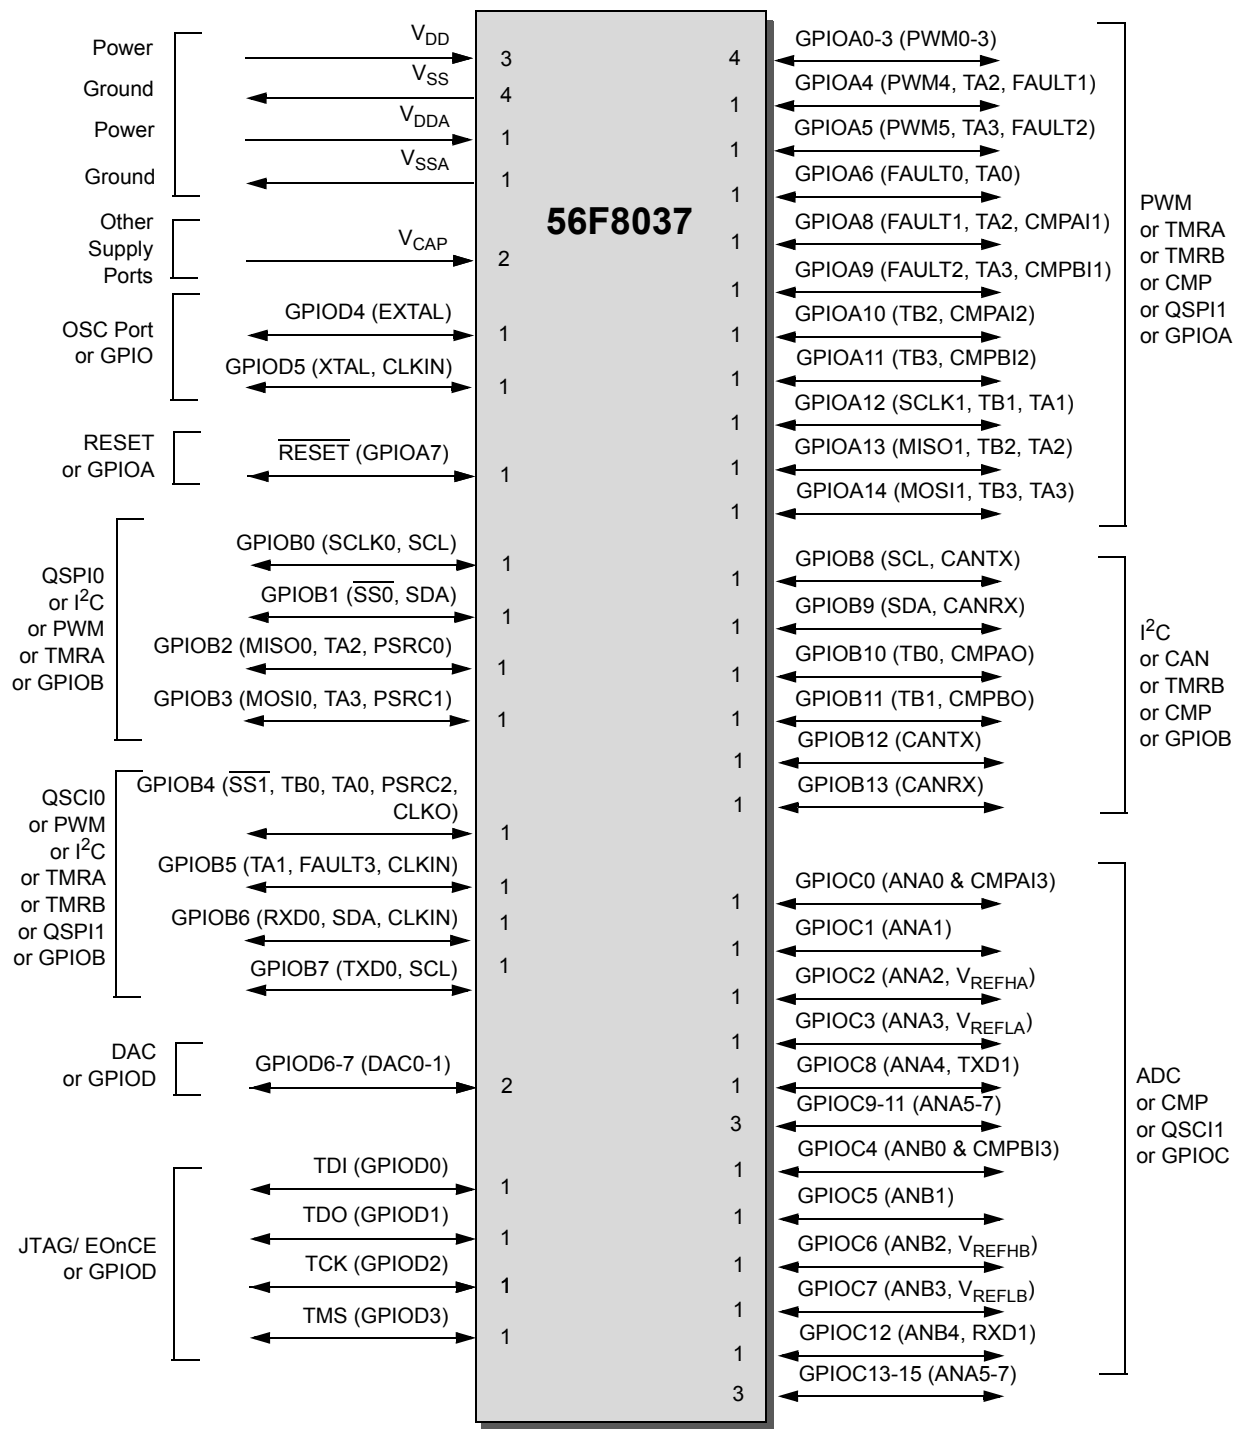 Power
Ground
Power
Ground
V_DD
3
V_SS
4
V_DDA
1
V_SSA
1
Other
Supply
Ports
V_CAP
2
OSC Port
or GPIO
GPIOD4 (EXTAL)
1
GPIOD5 (XTAL, CLKIN)
1
RESET
or GPIOA
RESET (GPIOA7)
1
QSPI0
or I²C
or PWM
or TMRA
or GPIOB
GPIOB0 (SCLK0, SCL)
1
GPIOB1 (SS0, SDA)
1
GPIOB2 (MISO0, TA2, PSRC0)
1
GPIOB3 (MOSI0, TA3, PSRC1)
1
QSCI0
or PWM
or I²C
or TMRA
or TMRB
or QSPI1
or GPIOB
GPIOB4 (SS1, TB0, TA0, PSRC2,
CLKO)
1
GPIOB5 (TA1, FAULT3, CLKIN)
1
GPIOB6 (RXD0, SDA, CLKIN)
1
GPIOB7 (TXD0, SCL)
1
DAC
or GPIOD
GPIOD6-7 (DAC0-1)
2
JTAG/ EOnCE
or GPIOD
TDI (GPIOD0)
1
TDO (GPIOD1)
1
TCK (GPIOD2)
1
TMS (GPIOD3)
1
56F8037
4
GPIOA0-3 (PWM0-3)
1
GPIOA4 (PWM4, TA2, FAULT1)
1
GPIOA5 (PWM5, TA3, FAULT2)
1
GPIOA6 (FAULT0, TA0)
1
GPIOA8 (FAULT1, TA2, CMPAI1)
1
GPIOA9 (FAULT2, TA3, CMPBI1)
1
GPIOA10 (TB2, CMPAI2)
1
GPIOA11 (TB3, CMPBI2)
1
GPIOA12 (SCLK1, TB1, TA1)
1
GPIOA13 (MISO1, TB2, TA2)
1
GPIOA14 (MOSI1, TB3, TA3)
PWM
or TMRA
or TMRB
or CMP
or QSPI1
or GPIOA
1
GPIOB8 (SCL, CANTX)
1
GPIOB9 (SDA, CANRX)
1
GPIOB10 (TB0, CMPAO)
1
GPIOB11 (TB1, CMPBO)
1
GPIOB12 (CANTX)
1
GPIOB13 (CANRX)
I²C
or CAN
or TMRB
or CMP
or GPIOB
1
GPIOC0 (ANA0 & CMPAI3)
1
GPIOC1 (ANA1)
1
GPIOC2 (ANA2, V_REFHA)
1
GPIOC3 (ANA3, V_REFLA)
1
GPIOC8 (ANA4, TXD1)
3
GPIOC9-11 (ANA5-7)
1
GPIOC4 (ANB0 & CMPBI3)
1
GPIOC5 (ANB1)
1
GPIOC6 (ANB2, V_REFHB)
1
GPIOC7 (ANB3, V_REFLB)
1
GPIOC12 (ANB4, RXD1)
3
GPIOC13-15 (ANA5-7)
ADC
or CMP
or QSCI1
or GPIOC